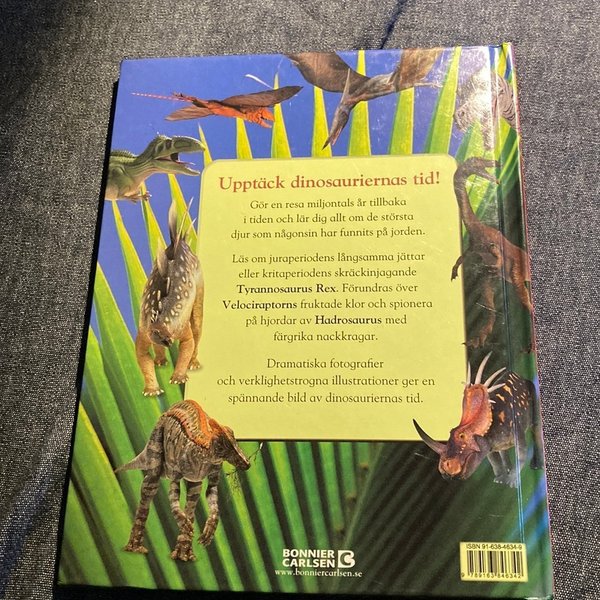 Upptäck dinosauriernas tid!
Gör en resa miljontals år tillbaka
i tiden och lär dig allt om de största
djur som någonsin har funnits på jorden.
Läs om juraperiodens långsamma jättar
eller kritaperiodens skräckinjagande
Tyrannosaurus Rex. Förundras över
Velociraptorns fruktade klor och spionera
på hjordar av Hadrosaurus med
färgrika nackkragar.
Dramatiska fotografier
och verklighetstrogna illustrationer ger en
spännande bild av dinosauriernas tid.
BONNIER
CARLSEN
www.bonniercarlsen.se
ISBN 91-638-4634-9
9 789163 846342